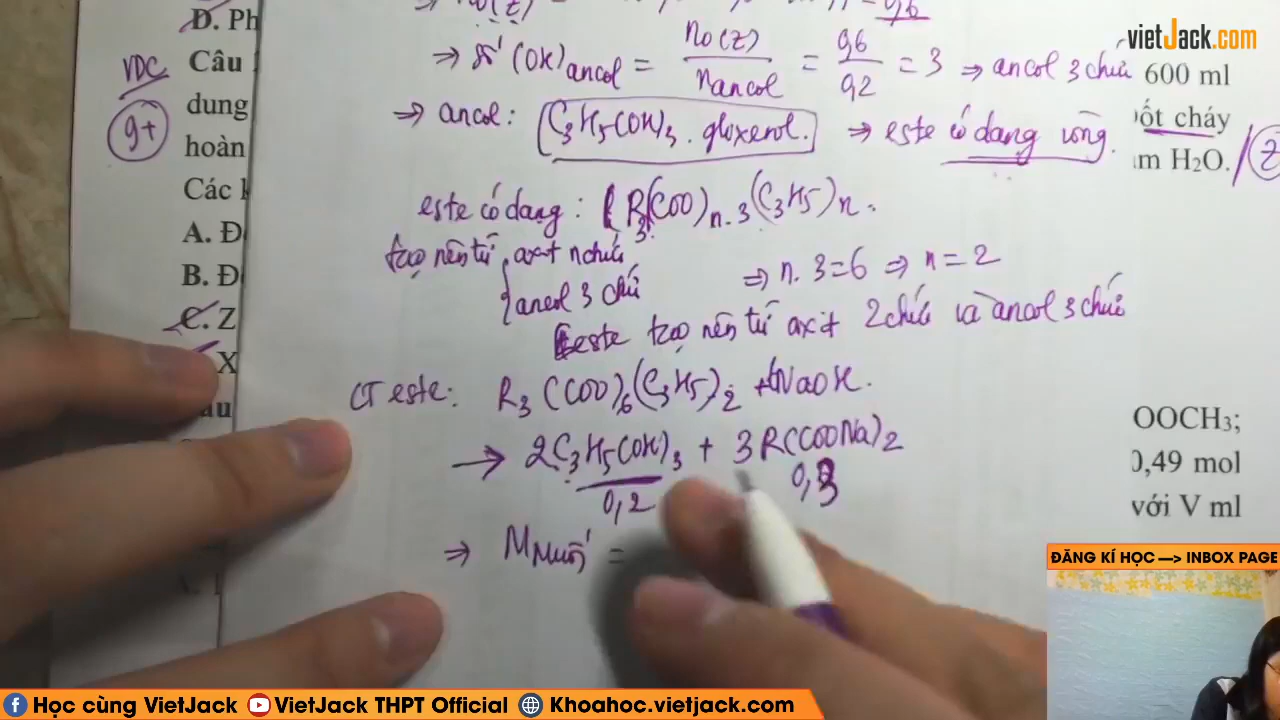 vietJack.com
D. Ph
⇒ số (OH) ancol = no(z) / nancol = 0,6 / 0,2 = 3 ⇒ ancol 3 chức
600 ml
VDC
Câu
⇒ ancol: C3H5(OH)3. glixerol. ⇒ este có dạng vòng.
ốt cháy
dung
9+
hoàn
m H2O.
Z
Các
este có dạng: R3(COO)n.3(C3H5)n.
A. Đ
tạo nên từ axit n chức
ancol 3 chứ
⇒ n.3=6 ⇒ n=2
B. Đ
este tạo nên từ axit 2 chức và ancol 3 chức
C. Z
X
CT este: R3(COO)6(C3H5)2 + NaOH.
OOCH3;
→ 2C3H5(OH)3 + 3R(COONa)2
0,49 mol
0,2 0,3
với V ml
⇒ Mmuối =
ĐĂNG KÍ HỌC —> INBOX PAGE
Học cùng VietJack VietJack THPT Official Khoahoc.vietjack.com